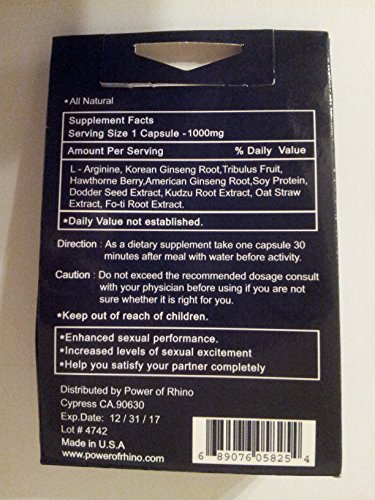 *All Natural
Supplement Facts
Serving Size 1 Capsule -1000mg
Amount Per Serving % Daily Value
L - Arginine, Korean Ginseng Root,Tribulus Fruit,
Hawthorne Berry,American Ginseng Root,Soy Protein,
Dodder Seed Extract, Kudzu Root Extract, Oat Straw
Extract, Fo-ti Root Extract.
*Daily Value not established.
Direction : As a dietary supplement take one capsule 30
minutes after meal with water before activity.
Caution : Do not exceed the recommended dosage consult
with your physician before using if you are not
sure whether it is right for you.
*Keep out of reach of children.
*Enhanced sexual performance.
*Increased levels of sexual excitement
*Help you satisfy your partner completely
Distributed by Power of Rhino
Cypress CA.90630
Exp.Date: 12 / 31 / 17
Lot # 4742
Made in U.S.A
www.powerofrhino.com
6 89076 05825 4